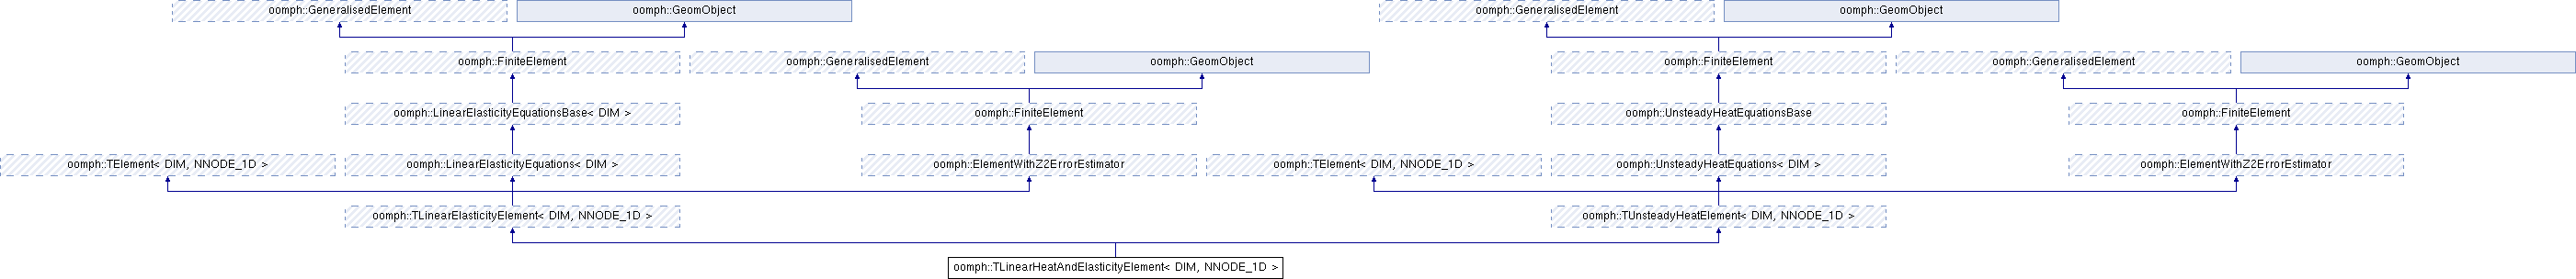 oomph::GeneralisedElement
oomph::GeomObject
oomph::GeneralisedElement
oomph::GeomObject
oomph::FiniteElement
oomph::GeneralisedElement
oomph::GeomObject
oomph::FiniteElement
oomph::GeneralisedElement
oomph::GeomObject
oomph::LinearElasticityEquationsBase< DIM >
oomph::FiniteElement
oomph::UnsteadyHeatEquationsBase
oomph::FiniteElement
oomph::TElement< DIM, NNODE_1D >
oomph::LinearElasticityEquations< DIM >
oomph::ElementWithZ2ErrorEstimator
oomph::TElement< DIM, NNODE_1D >
oomph::UnsteadyHeatEquations< DIM >
oomph::ElementWithZ2ErrorEstimator
oomph::TLinearElasticityElement< DIM, NNODE_1D >
oomph::TUnsteadyHeatElement< DIM, NNODE_1D >
oomph::TLinearHeatAndElasticityElement< DIM, NNODE_1D >